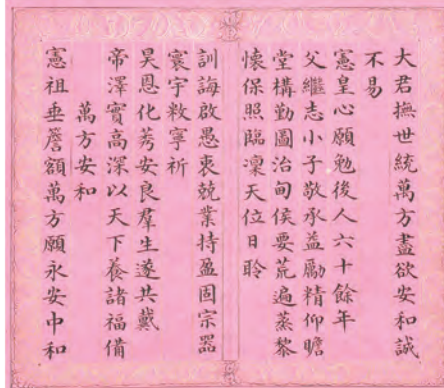 大君撫世統萬方盡欲安和誠
不易
憲皇心願勉後人六十餘年
父繼志小子敬承益勵精仰瞻
堂構勤圖治甸侯要荒遍蒸黎
懷保照臨凜天位日聆
訓誨啟愚衷兢業持盈固宗器
寰宇敉寧祈
昊恩化莠安良羣生遂共戴
帝澤實高深以天下養諸福備
萬方安和
憲祖垂簷額萬方願永安中和